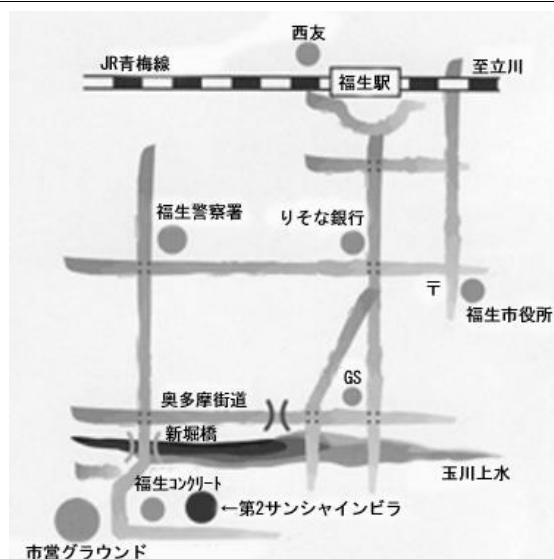 西友
JR青梅線
福生駅
至立川
福生警察署
りそな銀行
〒
福生市役所
GS
奥多摩街道
新堀橋
玉川上水
福生ｺﾝｸﾘｰﾄ
←第2サンシャインビラ
市営グラウンド